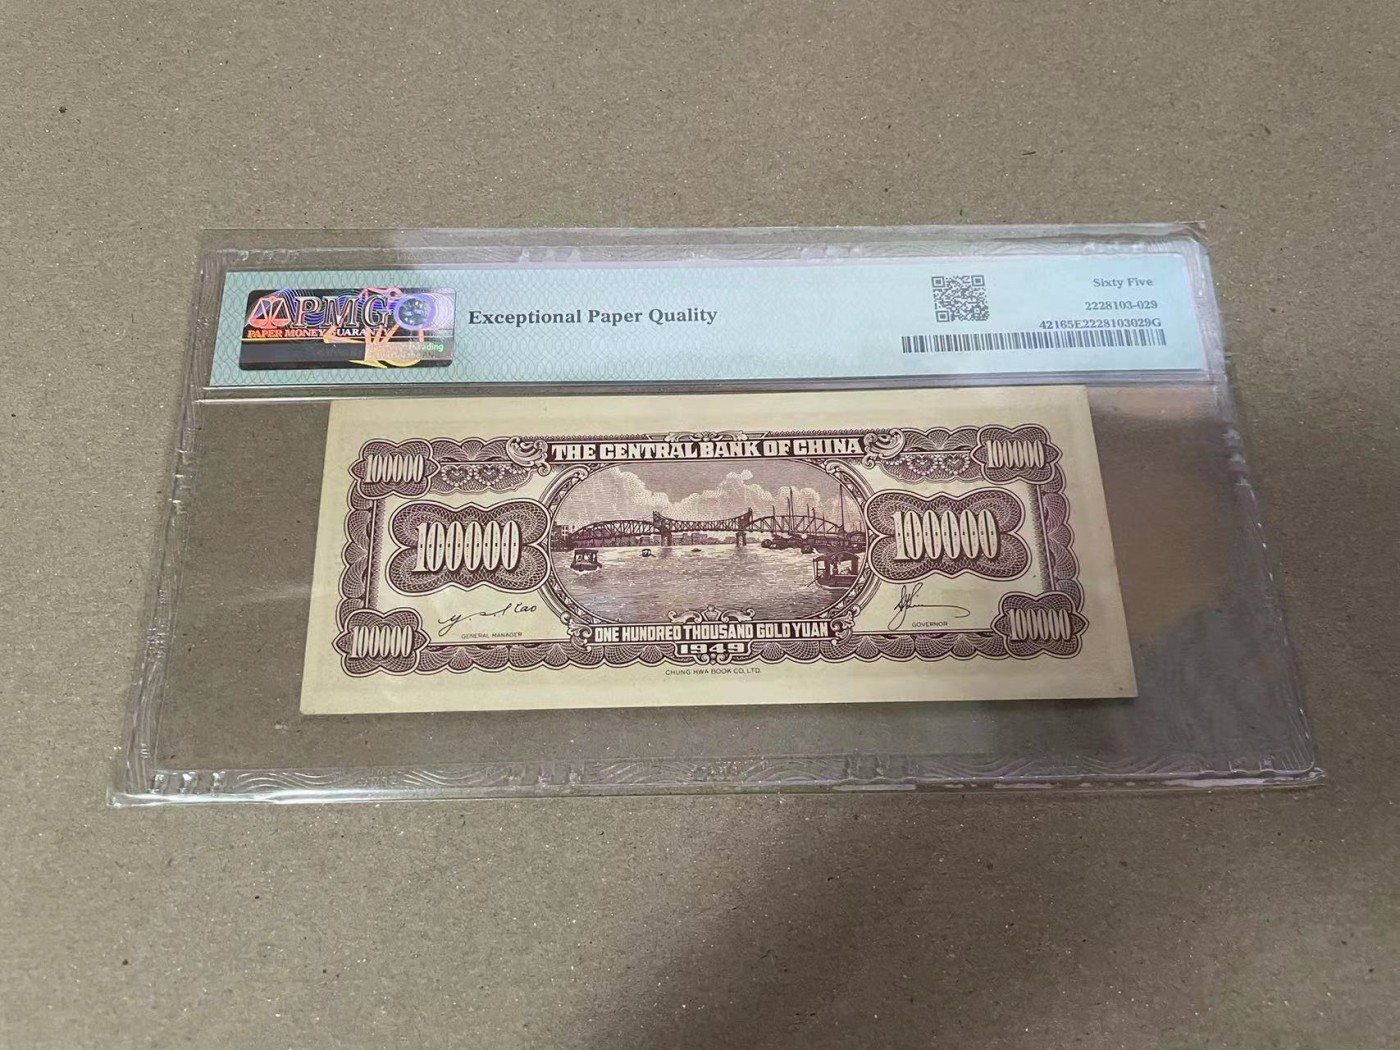 PMG
PAPER MONEY GUARANTY
Exceptional Paper Quality
Sixty Five
2228103-029
42165E2228103029G
THE CENTRAL BANK OF CHINA
100000
100000
100000
100000
GENERAL MANAGER
GOVERNOR
100000
100000
ONE HUNDRED THOUSAND GOLD YUAN
1949
CHUNG HWA BOOK CO., LTD.